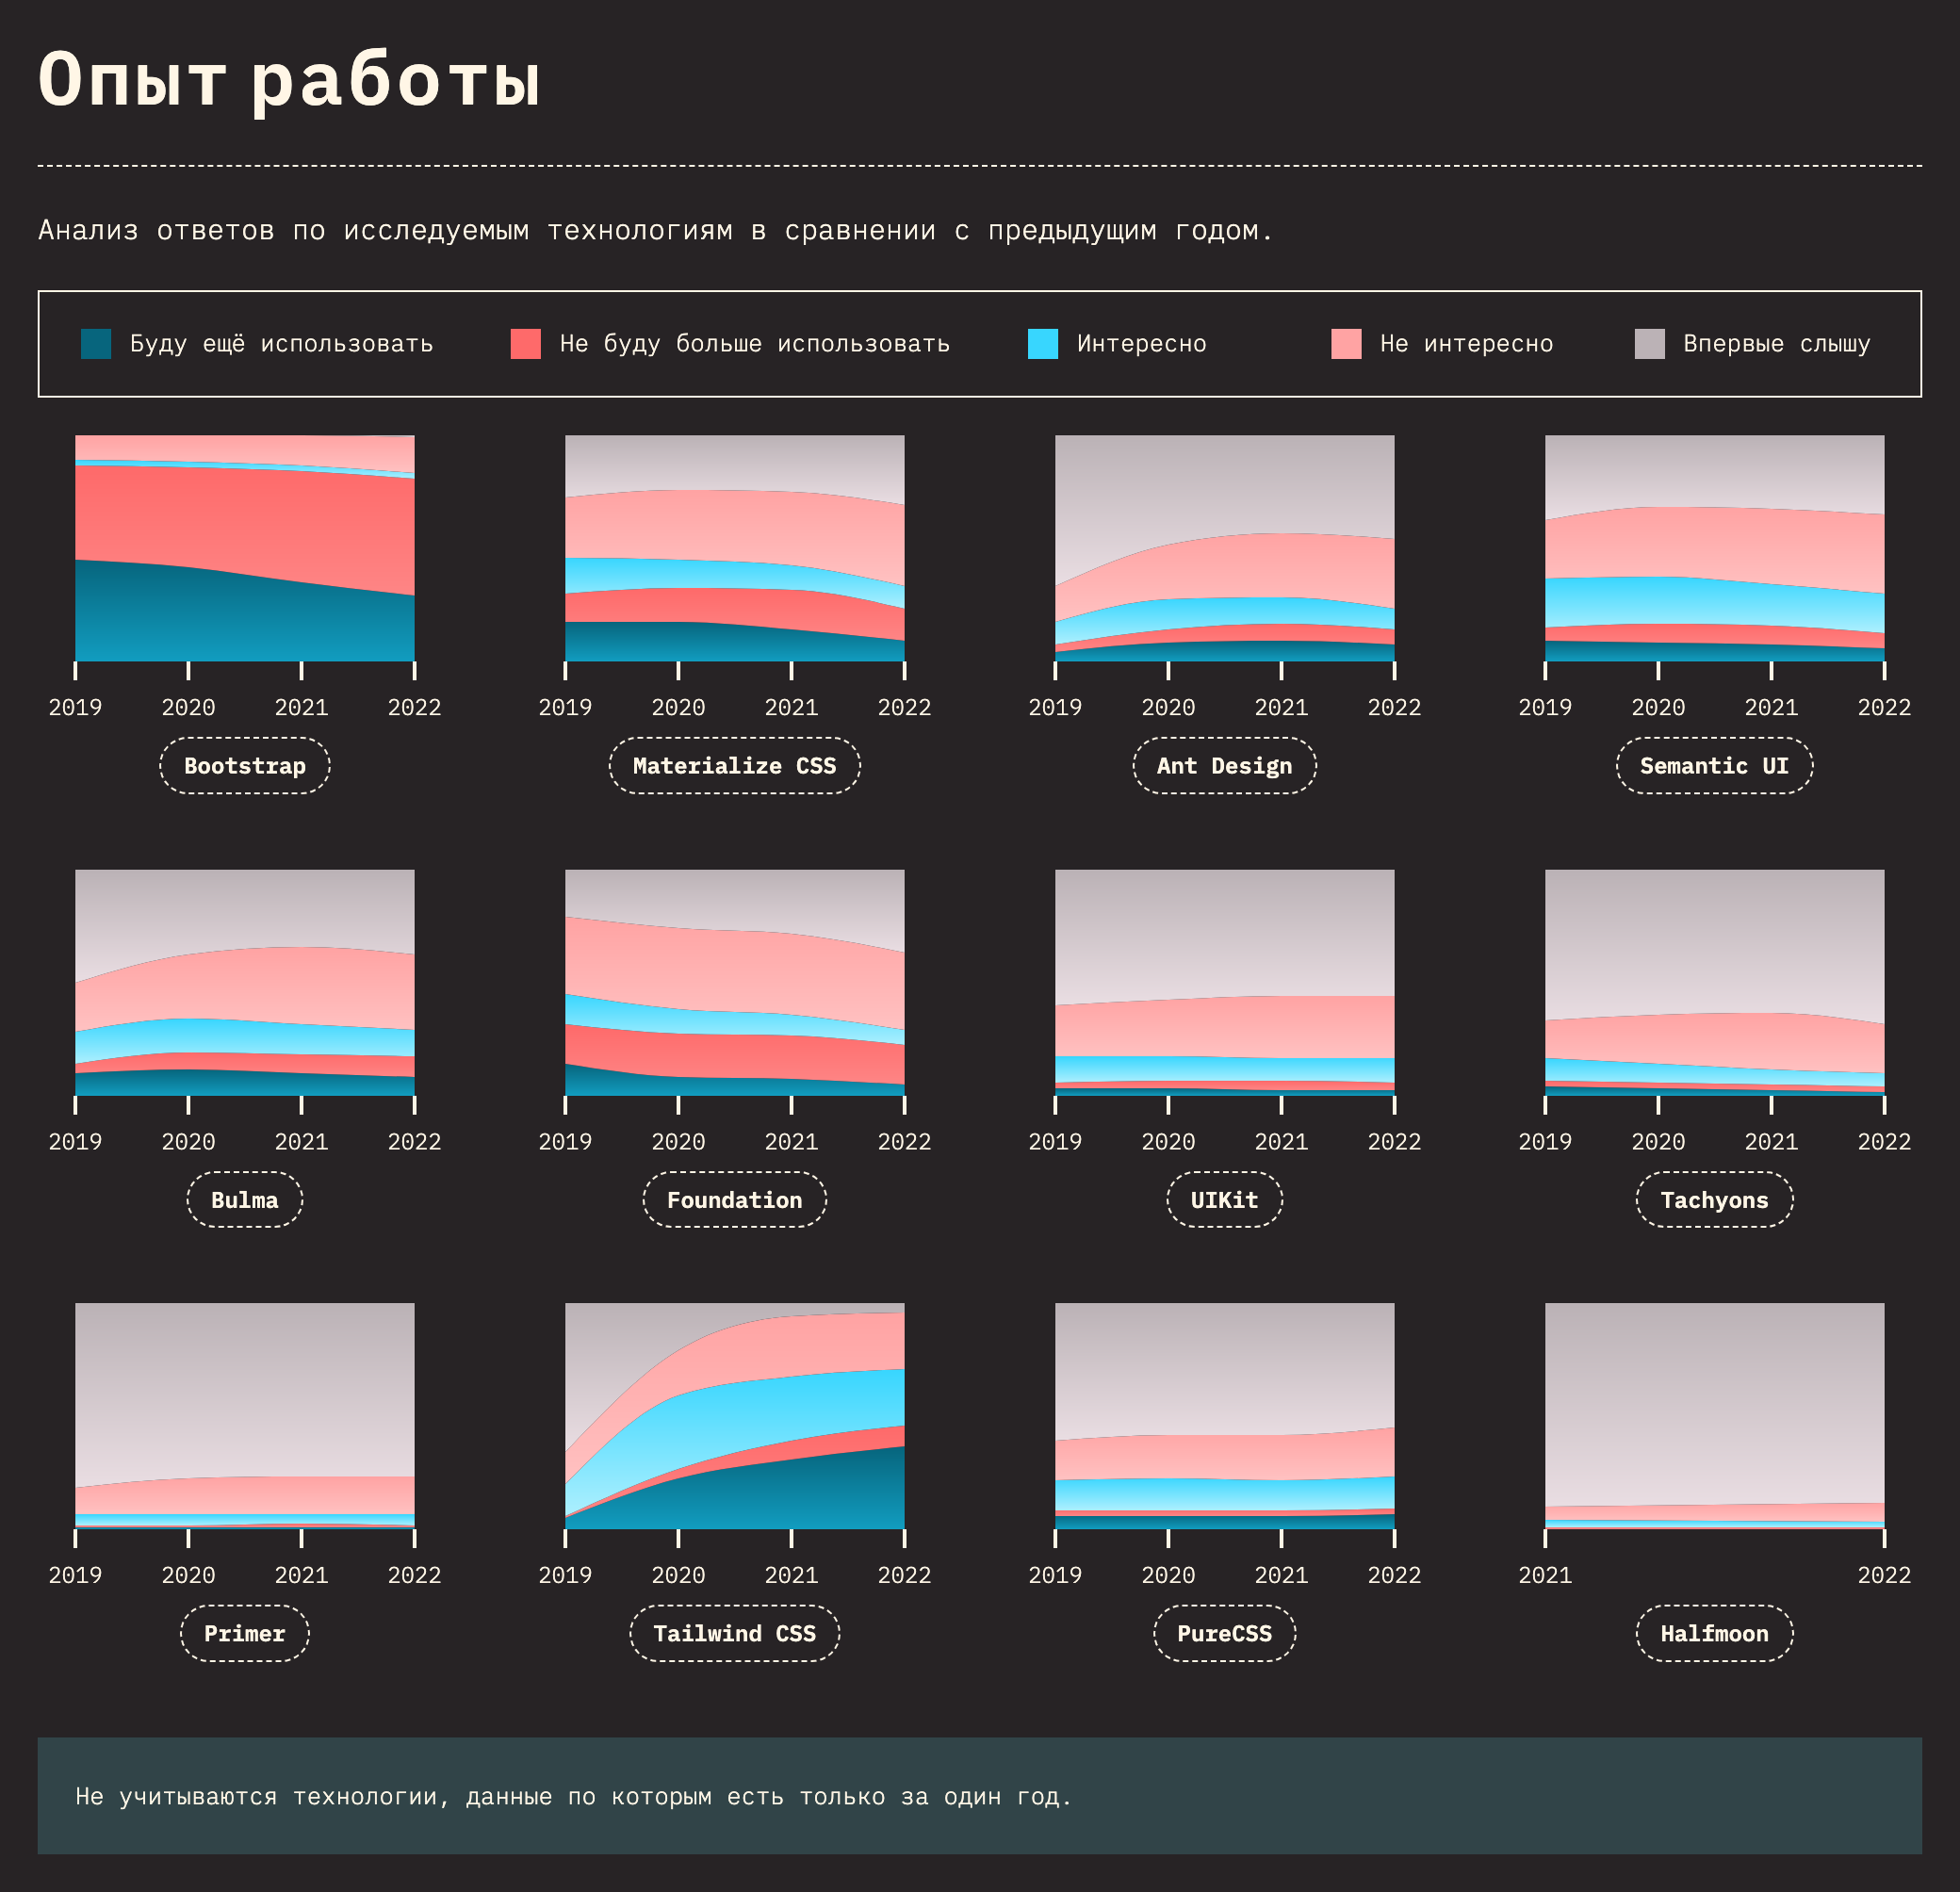 Опыт работы
Анализ ответов по исследуемым технологиям в сравнении с предыдущим годом.
Буду ещё использовать Не буду больше использовать Интересно Не интересно Впервые слышу
2019 2020 2021 2022 2019 2020 2021 2022 2019 2020 2021 2022 2019 2020 2021 2022
Bootstrap Materialize CSS Ant Design Semantic UI
2019 2020 2021 2022 2019 2020 2021 2022 2019 2020 2021 2022 2019 2020 2021 2022
Bulma Foundation UIKit Tachyons
2019 2020 2021 2022 2019 2020 2021 2022 2019 2020 2021 2022 2021 2022
Primer Tailwind CSS PureCSS Halfmoon
Не учитываются технологии, данные по которым есть только за один год.